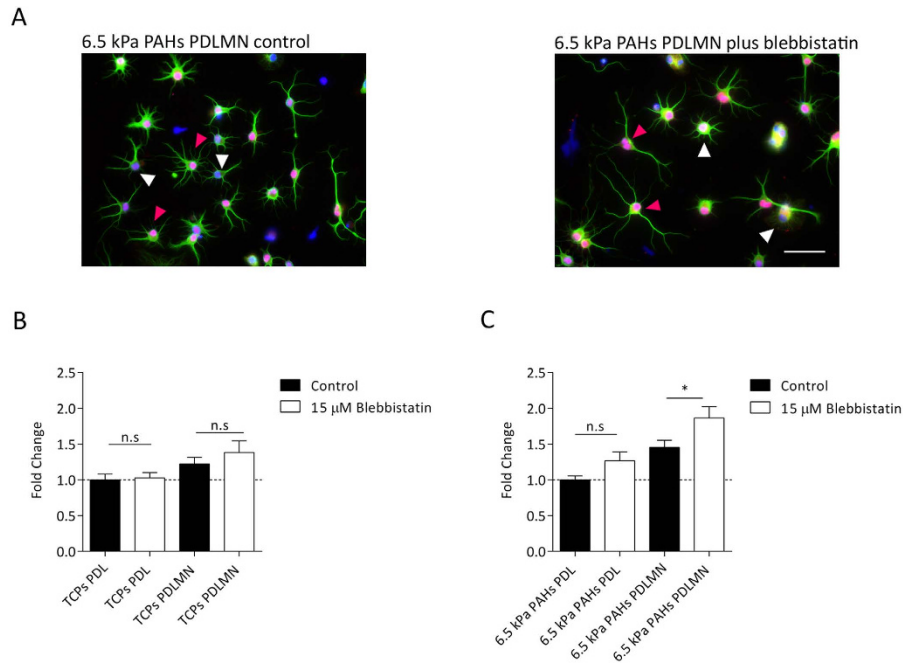 A
6.5 kPa PAHs PDLMN control
6.5 kPa PAHs PDLMN plus blebbistatin
B
C
2.5
2.0
1.5
1.0
0.5
0.0
Fold Change
n.s
n.s
Control
15 μM Blebbistatin
TCPs PDL
TCPs PDL
TCPs PDLMN
TCPs PDLMN
2.5
2.0
1.5
1.0
0.5
0.0
Fold Change
n.s
*
Control
15 μM Blebbistatin
6.5 kPa PAHs PDL
6.5 kPa PAHs PDL
6.5 kPa PAHs PDLMN
6.5 kPa PAHs PDLMN